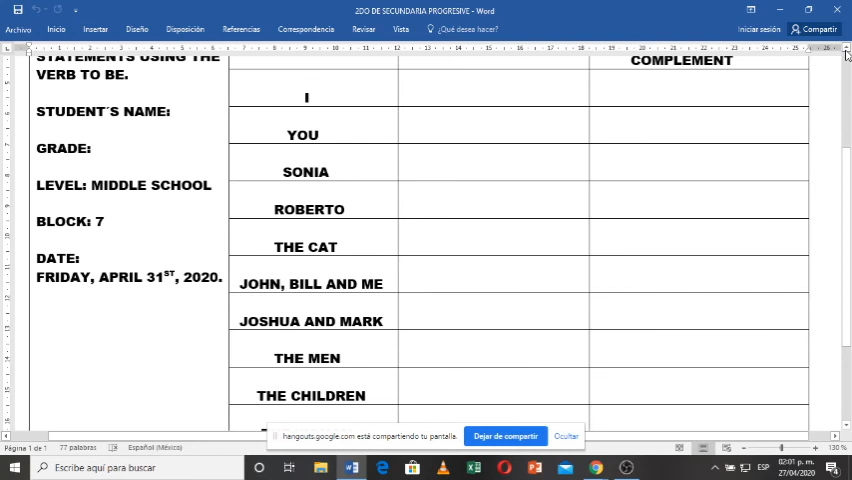 2DO DE SECUNDARIA PROGRESIVE - Word
Archivo Inicio Insertar Diseño Disposición Referencias Correspondencia Revisar Vista ¿Qué desea hacer? Iniciar sesión Compartir
STATEMENTS USING THE
VERB TO BE.
STUDENT´S NAME:
GRADE:
LEVEL: MIDDLE SCHOOL
BLOCK: 7
DATE:
FRIDAY, APRIL 31ST, 2020.
COMPLEMENT
I
YOU
SONIA
ROBERTO
THE CAT
JOHN, BILL AND ME
JOSHUA AND MARK
THE MEN
THE CHILDREN
hangouts.google.com está compartiendo tu pantalla. Dejar de compartir Ocultar
Página 1 de 1 77 palabras Español (México) 130 %
Escribe aquí para buscar
ESP
02:01 p. m.
27/04/2020
4